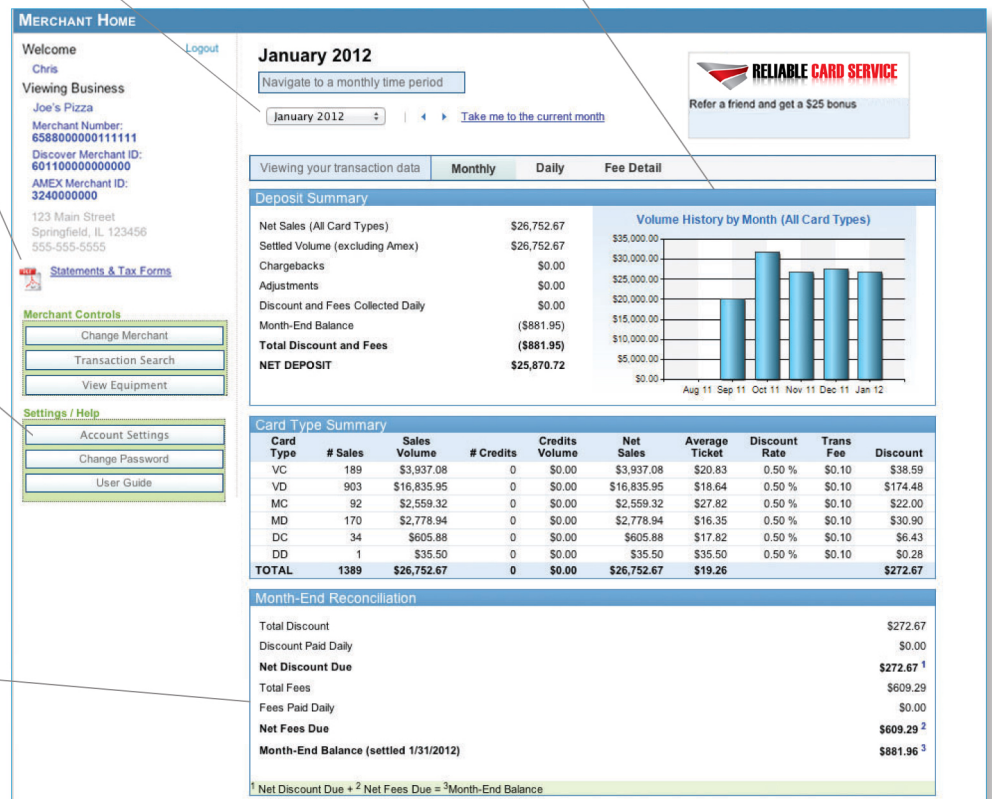 MERCHANT HOME
Welcome Logout
Chris
Viewing Business
Joe's Pizza
Merchant Number:
6588000000111111
Discover Merchant ID:
601100000000000
AMEX Merchant ID:
3240000000
123 Main Street
Springfield, IL 123456
555-555-5555
Statements & Tax Forms
Merchant Controls
Change Merchant
Transaction Search
View Equipment
Settings / Help
Account Settings
Change Password
User Guide
January 2012
Navigate to a monthly time period
January 2012 | Take me to the current month
RELIABLE CARD SERVICE
Refer a friend and get a $25 bonus
Viewing your transaction data Monthly Daily Fee Detail
Deposit Summary
Net Sales (All Card Types) $26,752.67
Settled Volume (excluding Amex) $26,752.67
Chargebacks $0.00
Adjustments $0.00
Discount and Fees Collected Daily $0.00
Month-End Balance ($881.95)
Total Discount and Fees ($881.95)
NET DEPOSIT $25,870.72
Volume History by Month (All Card Types)
$35,000.00
$30,000.00
$25,000.00
$20,000.00
$15,000.00
$10,000.00
$5,000.00
$0.00
Aug 11 Sep 11 Oct 11 Nov 11 Dec 11 Jan 12
Card Type Summary
Card Type # Sales Sales Volume # Credits Credits Volume Net Sales Average Ticket Discount Rate Trans Fee Discount
VC 189 $3,937.08 0 $0.00 $3,937.08 $20.83 0.50 % $0.10 $38.59
VD 903 $16,835.95 0 $0.00 $16,835.95 $18.64 0.50 % $0.10 $174.48
MC 92 $2,559.32 0 $0.00 $2,559.32 $27.82 0.50 % $0.10 $22.00
MD 170 $2,778.94 0 $0.00 $2,778.94 $16.35 0.50 % $0.10 $30.90
DC 34 $605.88 0 $0.00 $605.88 $17.82 0.50 % $0.10 $6.43
DD 1 $35.50 0 $0.00 $35.50 $35.50 0.50 % $0.10 $0.28
TOTAL 1389 $26,752.67 0 $0.00 $26,752.67 $19.26 $272.67
Month-End Reconciliation
Total Discount $272.67
Discount Paid Daily $0.00
Net Discount Due $272.67 1
Total Fees $609.29
Fees Paid Daily $0.00
Net Fees Due $609.29 2
Month-End Balance (settled 1/31/2012) $881.96 3
1 Net Discount Due + 2 Net Fees Due = 3Month-End Balance